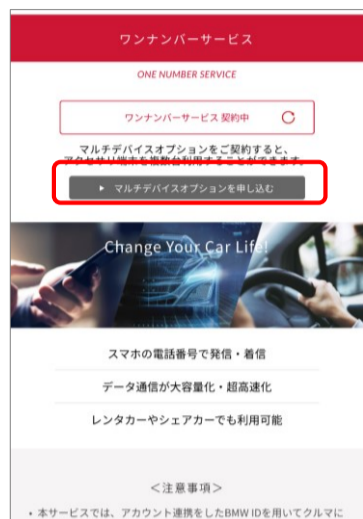 ワンナンバーサービス
ONE NUMBER SERVICE
ワンナンバーサービス 契約中
マルチデバイスオプションをご契約すると、
アクセサリ端末を複数台利用することができます。
マルチデバイスオプションを申し込む
Change Your Car Life!
スマホの電話番号で発信・着信
データ通信が大容量化・超高速化
レンタカーやシェアカーでも利用可能
＜注意事項＞
・本サービスでは、アカウント連携をしたBMW IDを用いてクルマに